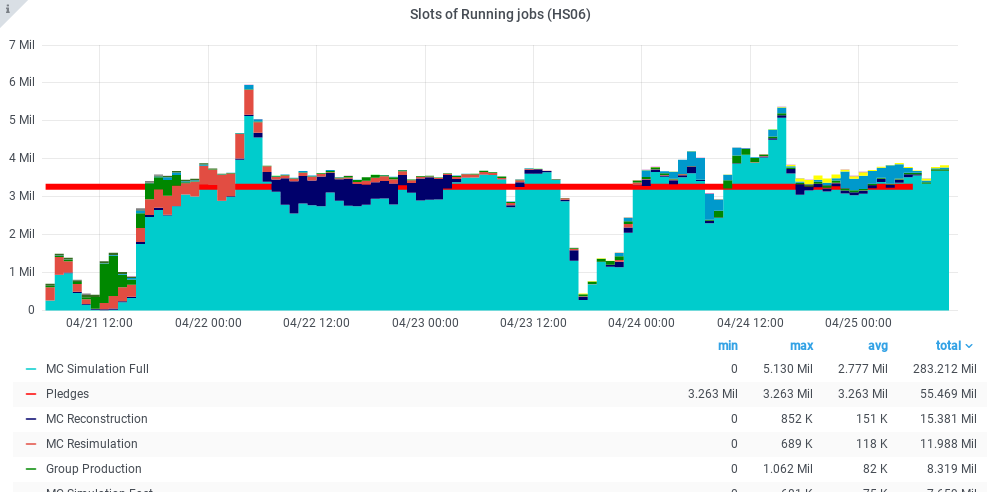 i
Slots of Running jobs (HS06)
7 Mil
6 Mil
5 Mil
4 Mil
3 Mil
2 Mil
1 Mil
0
04/21 12:00 04/22 00:00 04/22 12:00 04/23 00:00 04/23 12:00 04/24 00:00 04/24 12:00 04/25 00:00
min max avg total
MC Simulation Full 0 5.130 Mil 2.777 Mil 283.212 Mil
Pledges 3.263 Mil 3.263 Mil 3.263 Mil 55.469 Mil
MC Reconstruction 0 852 K 151 K 15.381 Mil
MC Resimulation 0 689 K 118 K 11.988 Mil
Group Production 0 1.062 Mil 82 K 8.319 Mil
MC Simulation Fast 0